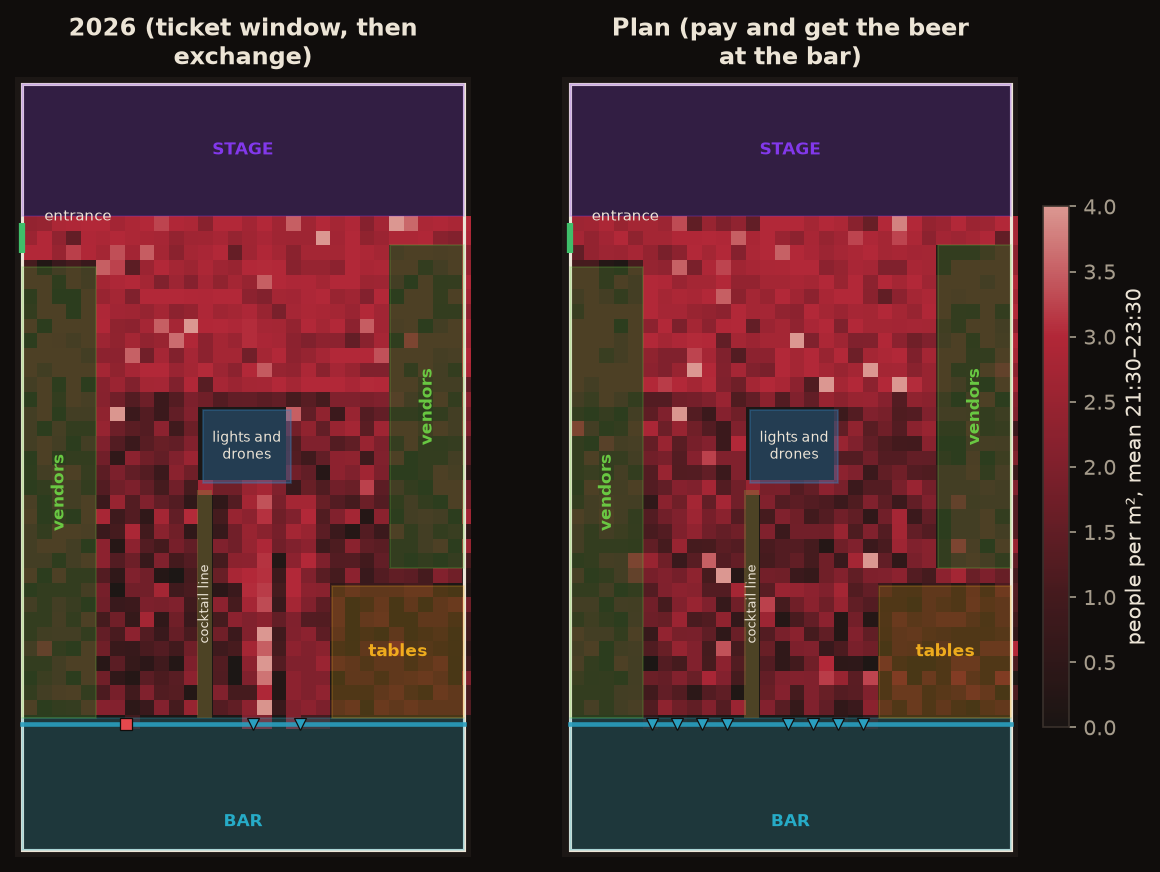 2026 (ticket window, then
exchange)
STAGE
entrance
vendors
lights and
drones
vendors
cocktail line
tables
BAR
Plan (pay and get the beer
at the bar)
STAGE
entrance
vendors
lights and
drones
vendors
cocktail line
tables
BAR
4.0
3.5
3.0
2.5
2.0
1.5
1.0
0.5
0.0
people per m², mean 21:30–23:30